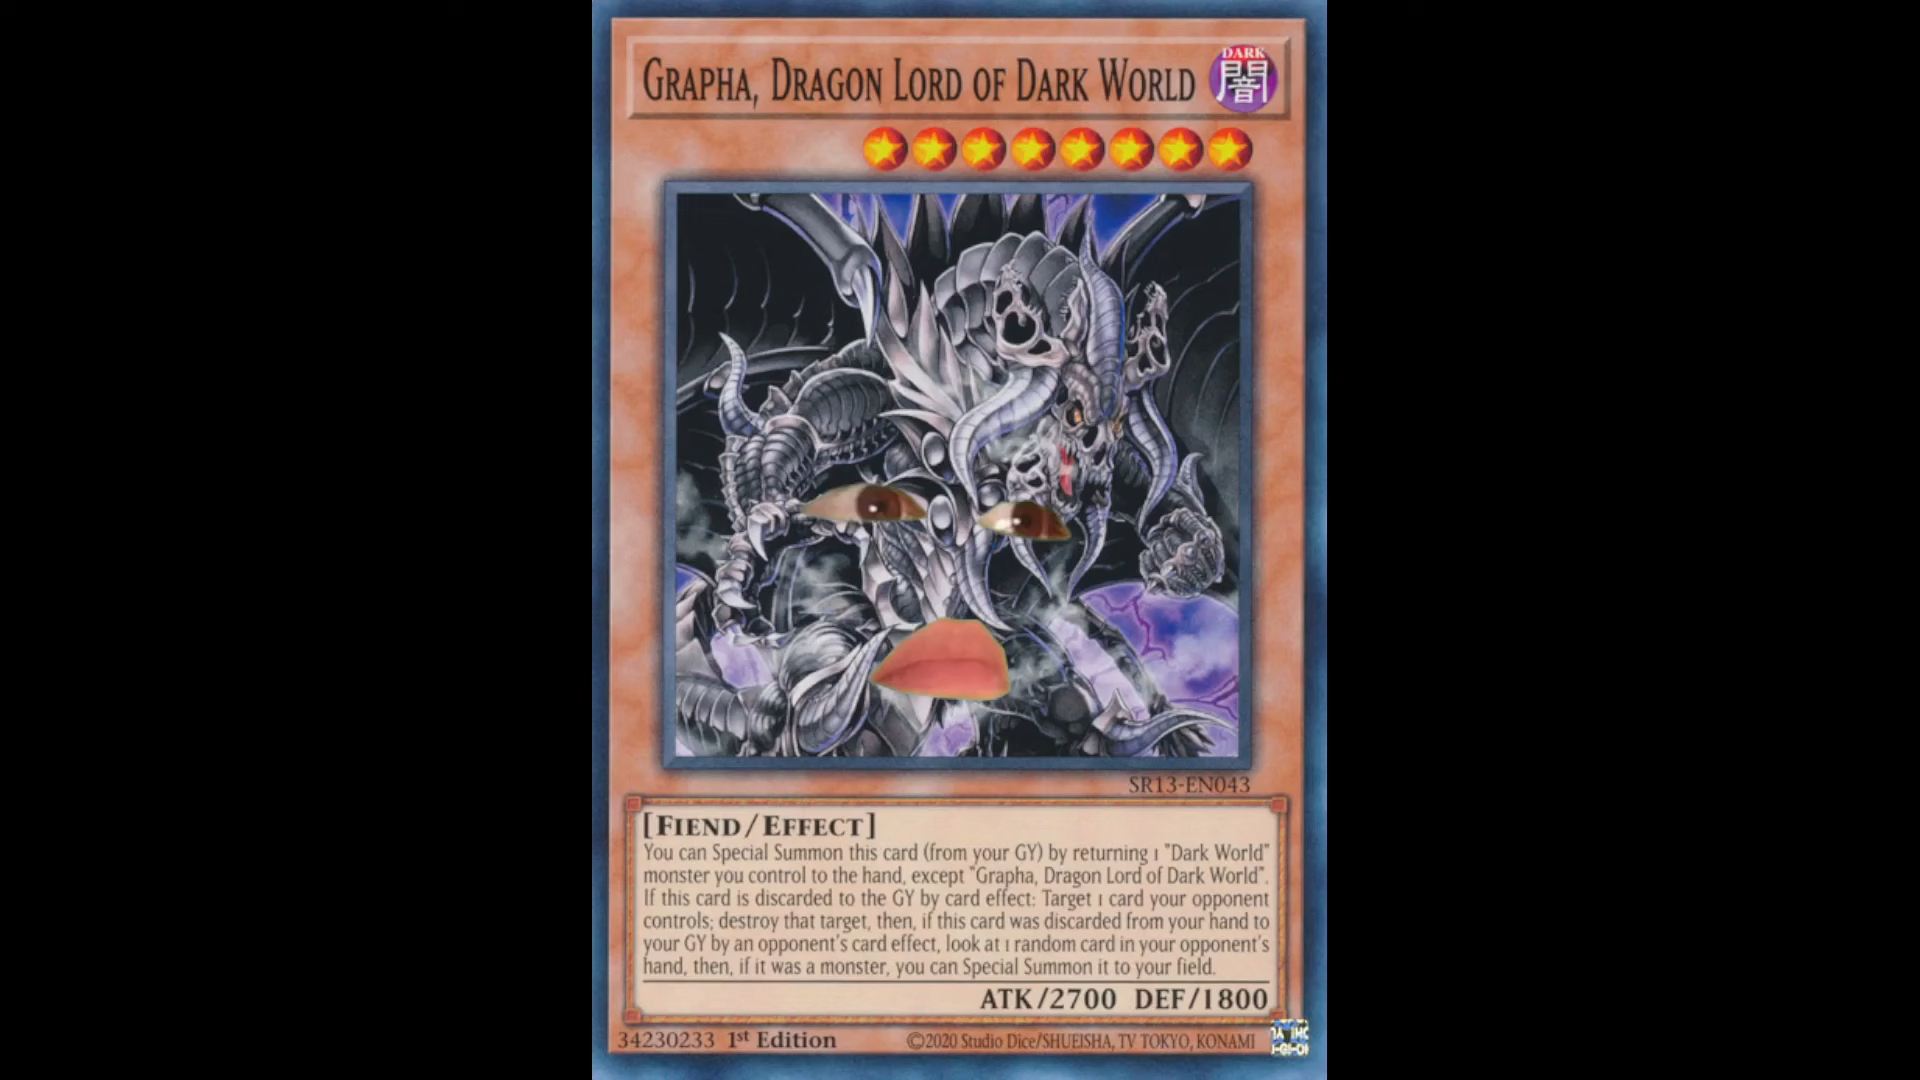 GRAPHA, DRAGON LORD OF DARK WORLD
DARK
闇
SR13-EN043
[FIEND/EFFECT]
You can Special Summon this card (from your GY) by returning 1 "Dark World"
monster you control to the hand, except "Grapha, Dragon Lord of Dark World".
If this card is discarded to the GY by card effect: Target 1 card your opponent
controls; destroy that target, then, if this card was discarded from your hand to
your GY by an opponent's card effect, look at 1 random card in your opponent's
hand, then, if it was a monster, you can Special Summon it to your field.
ATK/2700 DEF/1800
34230233 1st Edition ©2020 Studio Dice/SHUEISHA, TV TOKYO, KONAMI